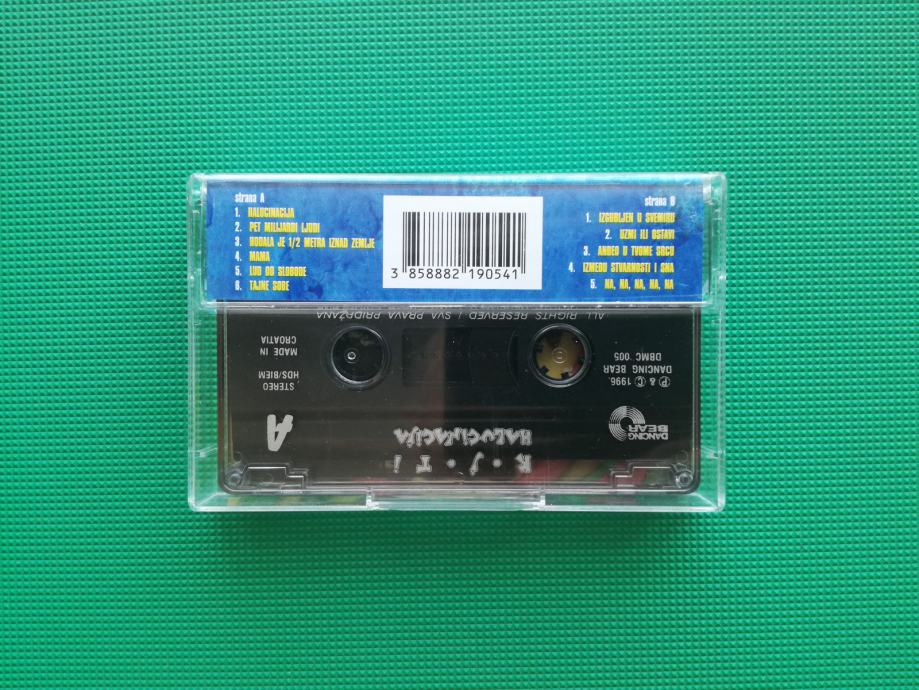 strana A
1. HALUCINACIJA
2. PET MILIJARDI LJUDI
3. HODALA JE 1/2 METRA IZNAD ZEMLJE
4. MAMA
5. LUD OD SLOBODE
6. TAJNE SOBE
3 858882 190541
strana B
1. IZGUBLJEN U SVEMIRU
2. UZMI ILI OSTAVI
3. ANĐEO U TVOME SRCU
4. IZMEĐU STVARNOSTI I SNA
5. NA, NA, NA, NA, NA
R.J.Ti
HALUCINACIJA
DANCING
BEAR
A
℗ & © 1996.
DANCING BEAR
DBMC 005
STEREO
HDS/BIEM
MADE IN
CROATIA
ALL RIGHTS RESERVED / SVA PRAVA PRIDRŽANA